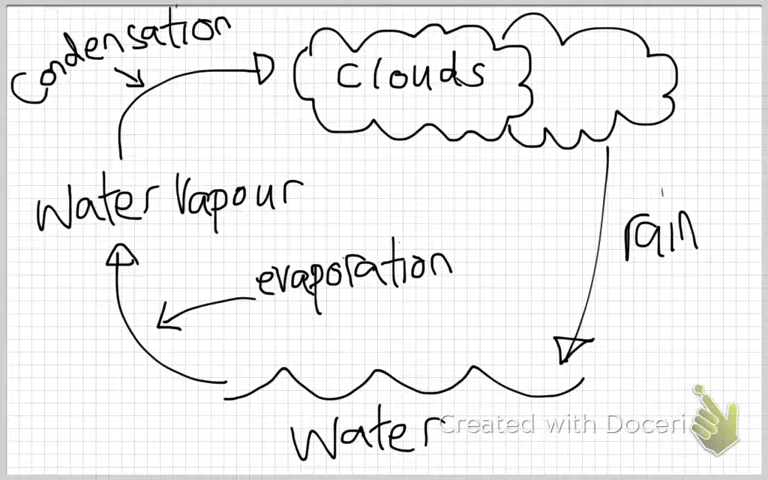 Condensation
Clouds
Water Vapour
rain
evaporation
Water
Created with Doceri